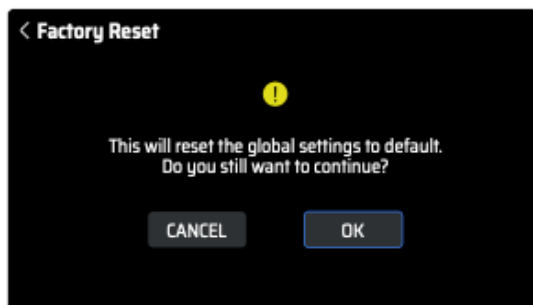 < Factory Reset
!
This will reset the global settings to default.
Do you still want to continue?
CANCEL OK